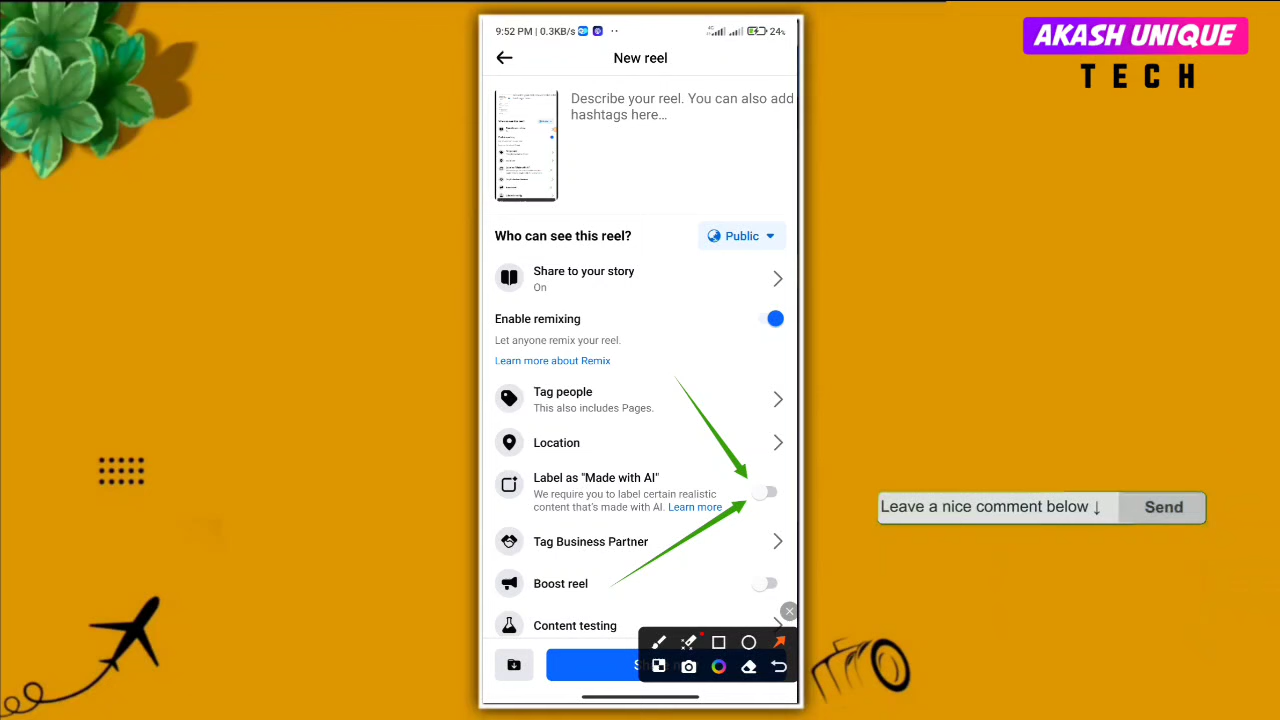 AKASH UNIQUE
TECH
9:52 PM | 0.3KB/s
4G
24%
New reel
Describe your reel. You can also add
hashtags here...
Who can see this reel?
Public
Share to your story
On
Enable remixing
Let anyone remix your reel.
Learn more about Remix
Tag people
This also includes Pages.
Location
Label as "Made with AI"
We require you to label certain realistic
content that's made with AI. Learn more
Tag Business Partner
Boost reel
Content testing
Leave a nice comment below ↓
Send